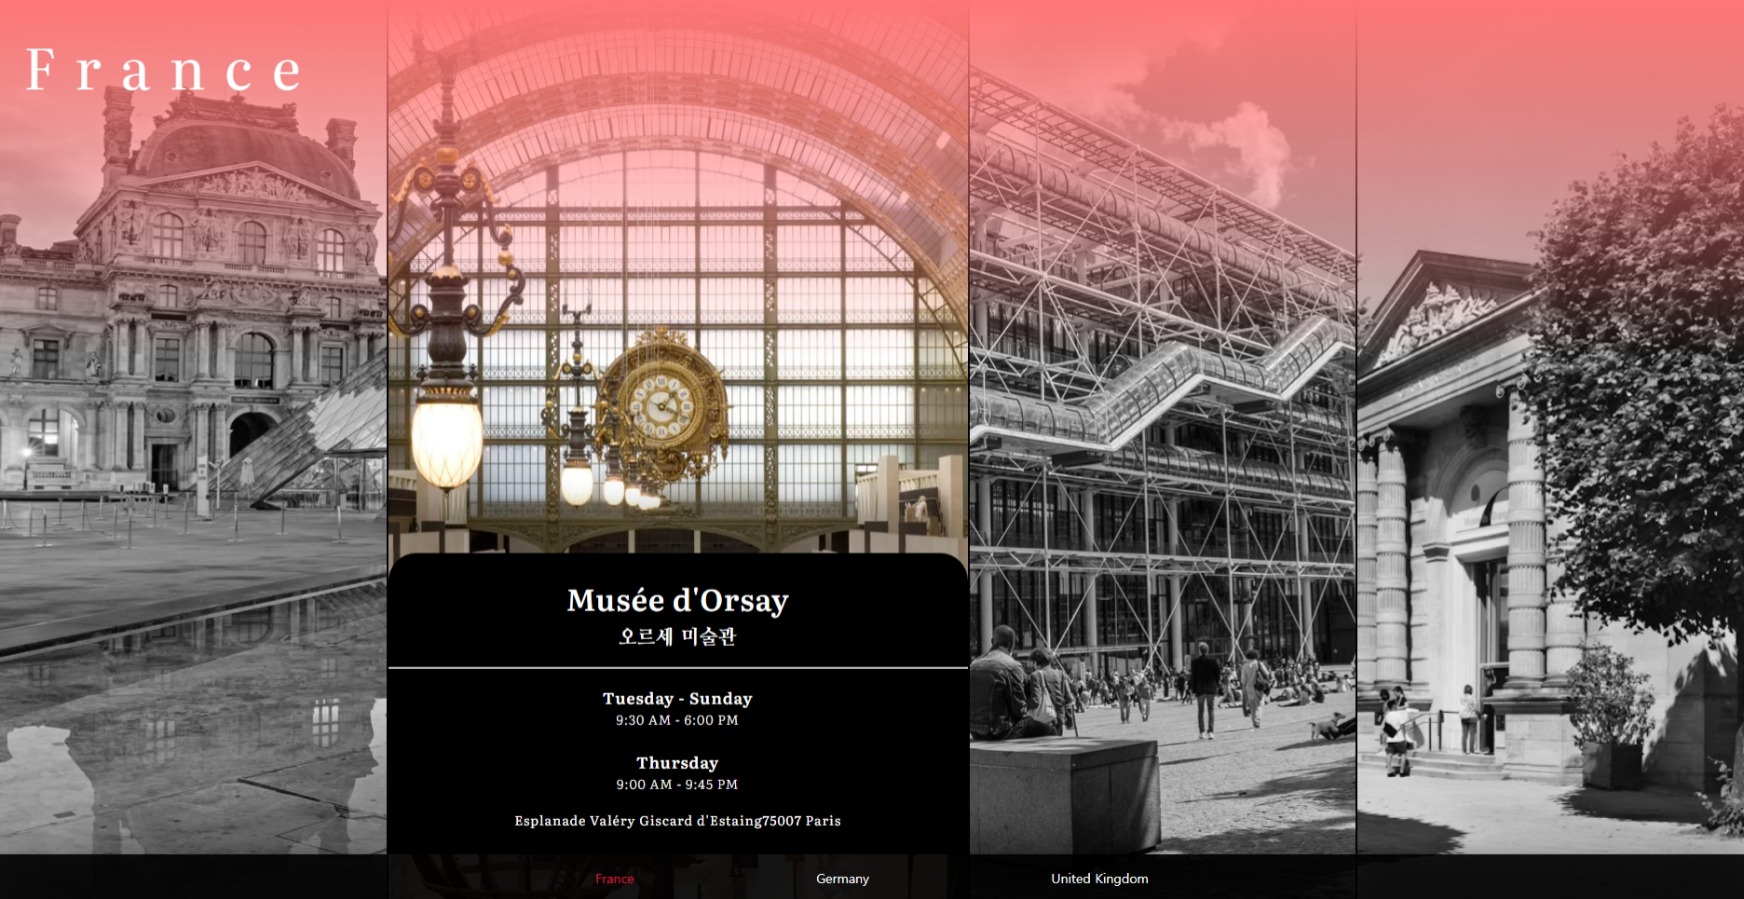 France
Musée d'Orsay
오르세 미술관
Tuesday - Sunday
9:30 AM - 6:00 PM
Thursday
9:00 AM - 9:45 PM
Esplanade Valéry Giscard d'Estaing75007 Paris
France
Germany
United Kingdom